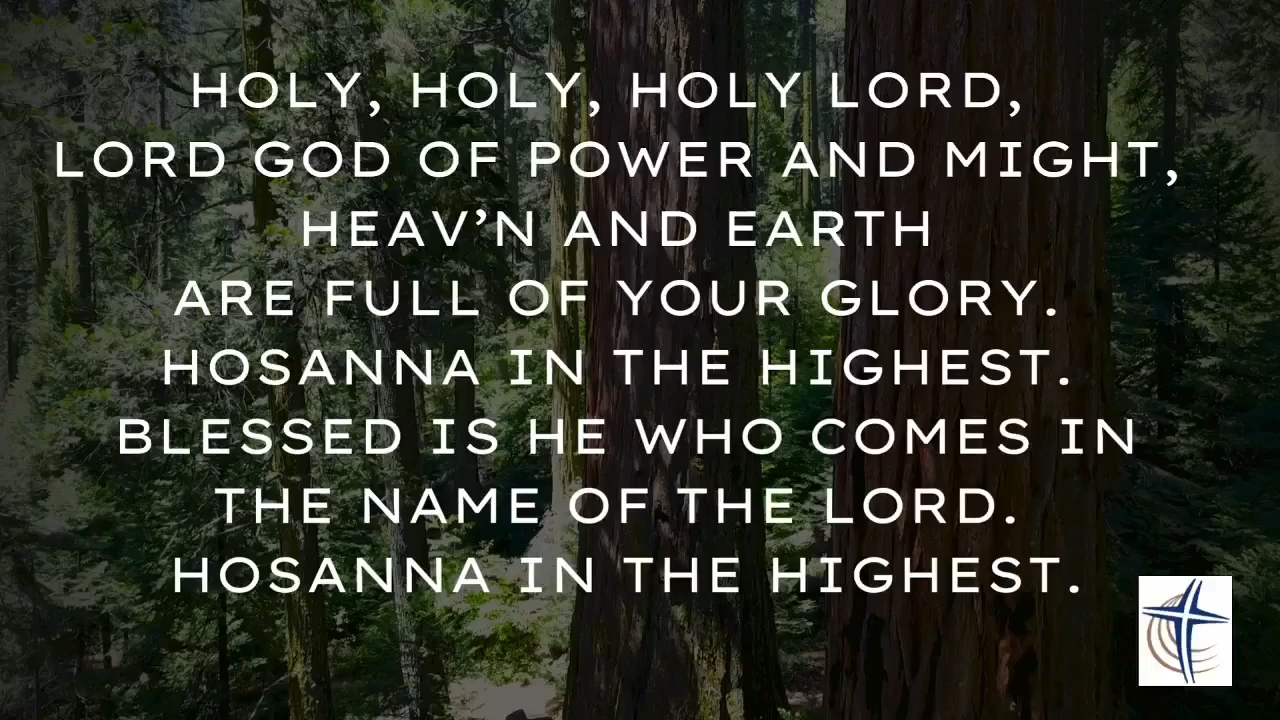 HOLY, HOLY, HOLY LORD,
LORD GOD OF POWER AND MIGHT,
HEAV’N AND EARTH
ARE FULL OF YOUR GLORY.
HOSANNA IN THE HIGHEST.
BLESSED IS HE WHO COMES IN
THE NAME OF THE LORD.
HOSANNA IN THE HIGHEST.